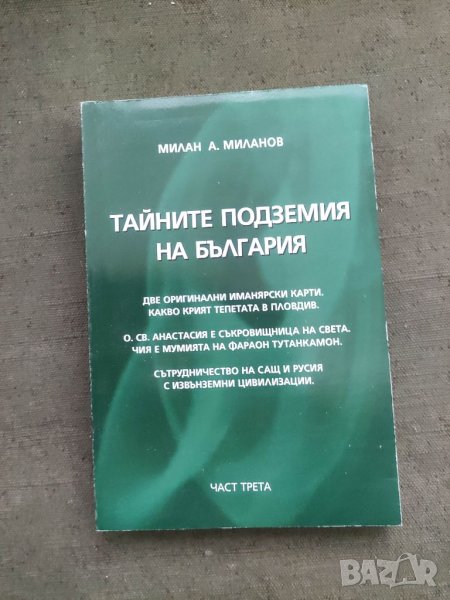 МИЛАН А. МИЛАНОВ
ТАЙНИТЕ ПОДЗЕМИЯ
НА БЪЛГАРИЯ
ДВЕ ОРИГИНАЛНИ ИМАНЯРСКИ КАРТИ.
КАКВО КРИЯТ ТЕПЕТАТА В ПЛОВДИВ.
О. СВ. АНАСТАСИЯ Е СЪКРОВИЩНИЦА НА СВЕТА.
ЧИЯ Е МУМИЯТА НА ФАРАОН ТУТАНКАМОН.
СЪТРУДНИЧЕСТВО НА САЩ И РУСИЯ
С ИЗВЪНЗЕМНИ ЦИВИЛИЗАЦИИ.
ЧАСТ ТРЕТА
BAZAR